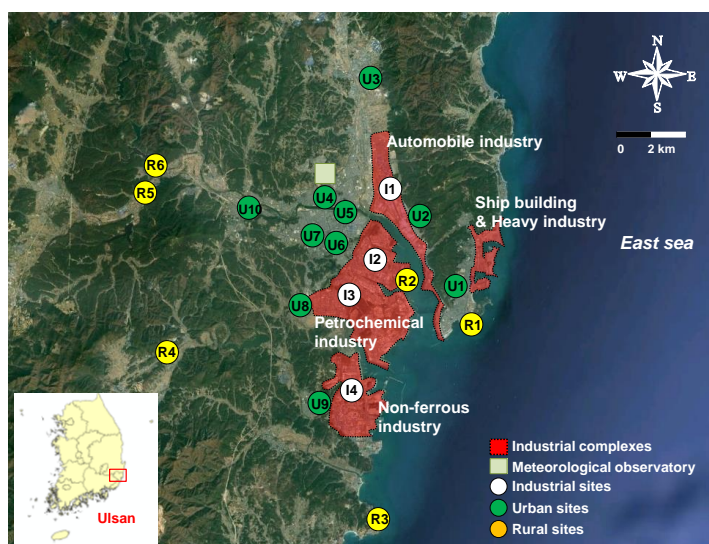 N
W E
S
0 2 km
U3
Automobile industry
R6
R5
I1
U4
U10
U5
U2
Ship building
& Heavy industry
U7
U6
East sea
I2
R2
U1
I3
U8
R1
Petrochemical
industry
R4
I4
U9
Non-ferrous
industry
Ulsan
R3
Industrial complexes
Meteorological observatory
Industrial sites
Urban sites
Rural sites